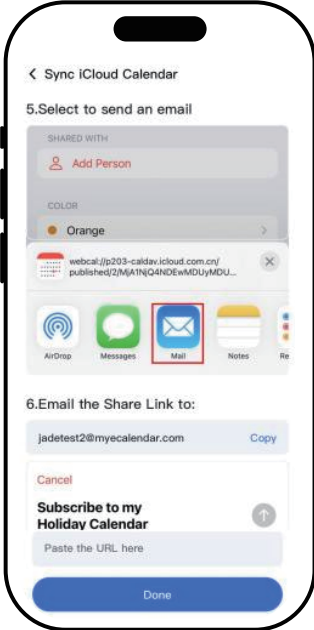 Sync iCloud Calendar
5.Select to send an email
SHARED WITH
Add Person
COLOR
Orange
webcal://p203-caldav.icloud.com.cn/
published/2/MjA1NjQ4NDEwMDUyMDU...
AirDrop Messages Mail Notes Re
6.Email the Share Link to:
jadetest2@myecalendar.com Copy
Cancel
Subscribe to my
Holiday Calendar
Paste the URL here
Done